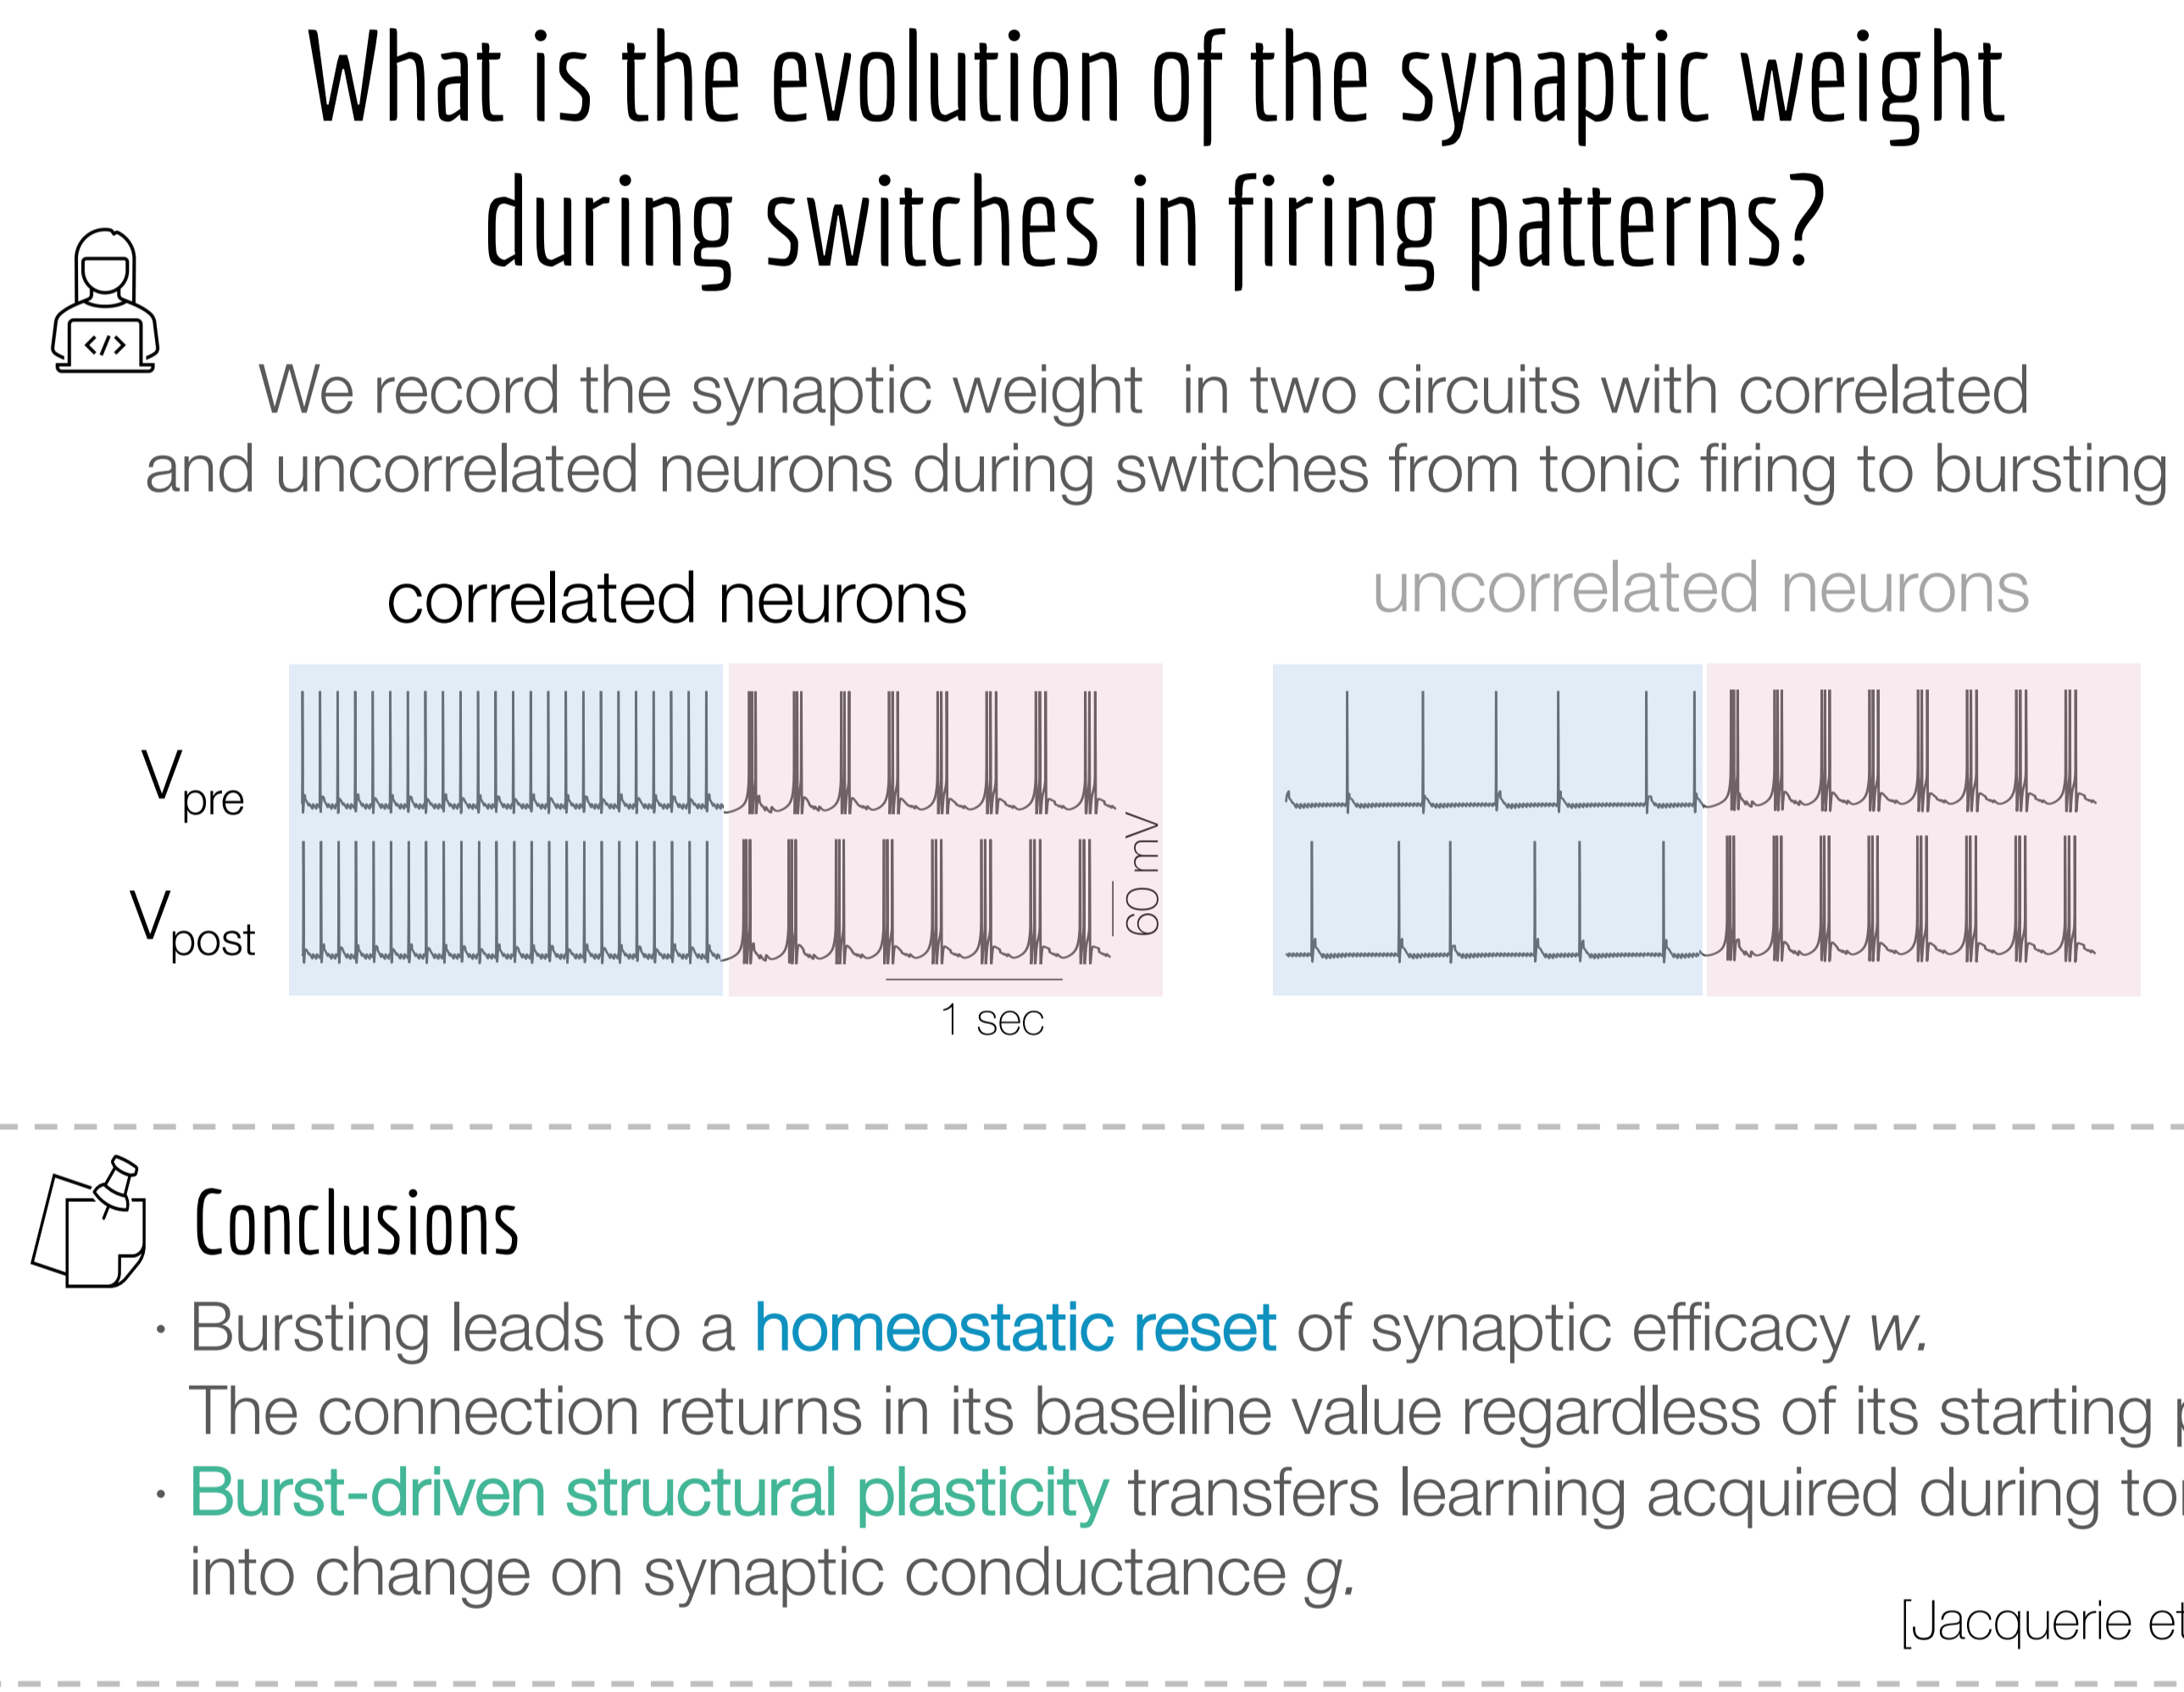 What is the evolution of the synaptic weight
during switches in firing patterns?
We record the synaptic weight in two circuits with correlated
and uncorrelated neurons during switches from tonic firing to bursting
correlated neurons
uncorrelated neurons
Vpre
Vpost
60 mV
1 sec
Conclusions
• Bursting leads to a homeostatic reset of synaptic efficacy w.
The connection returns in its baseline value regardless of its starting
• Burst-driven structural plasticity transfers learning acquired during
into change on synaptic conductance g.
[Jacquerie et